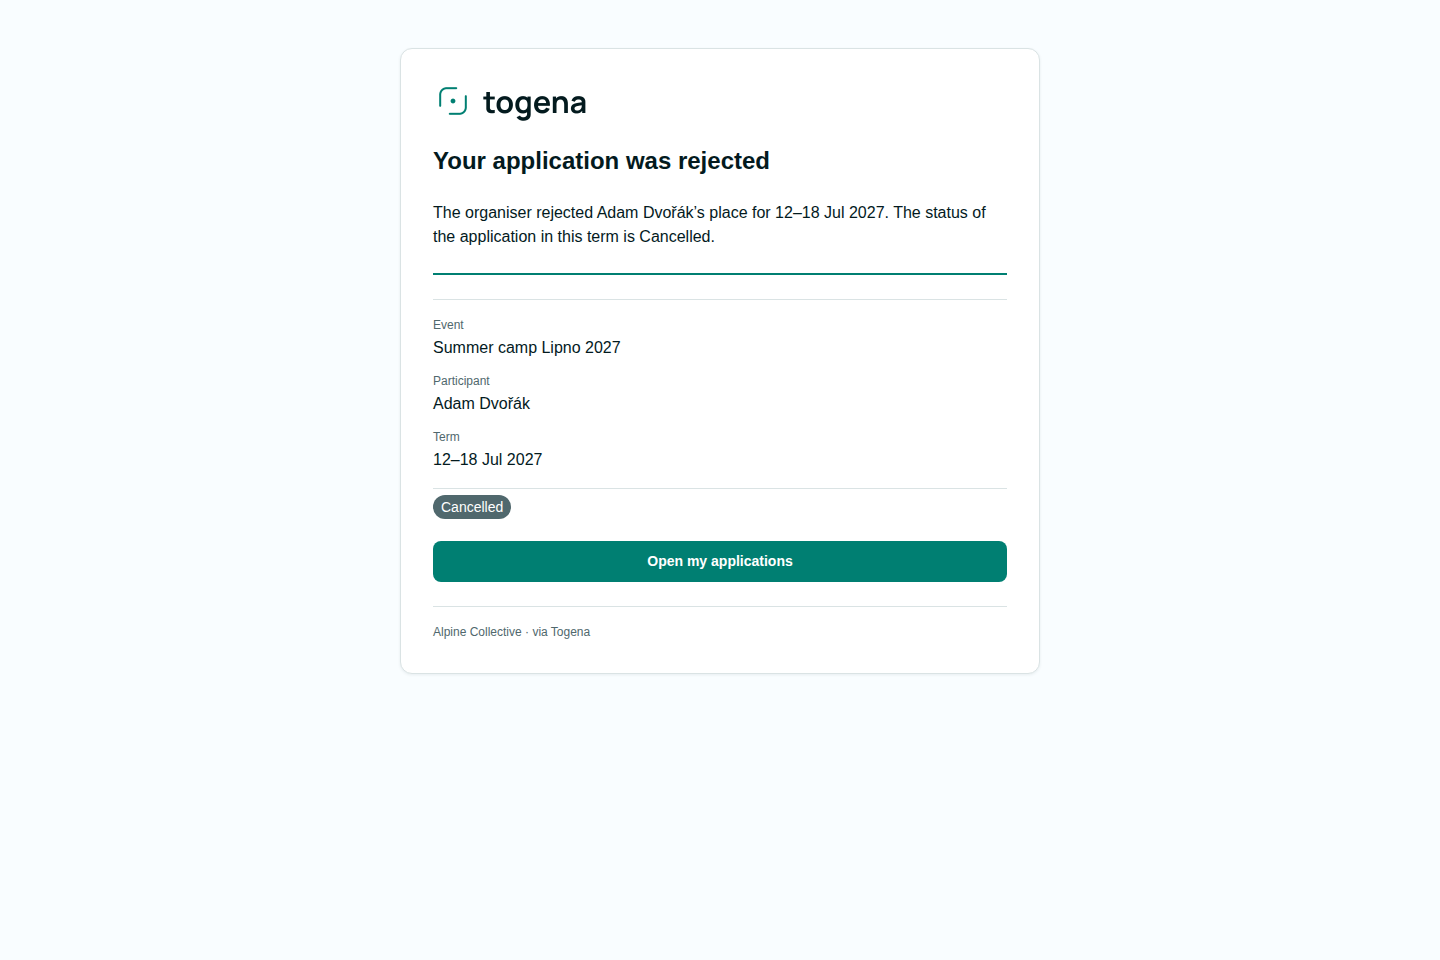 togena
Your application was rejected
The organiser rejected Adam Dvořák’s place for 12–18 Jul 2027. The status of
the application in this term is Cancelled.
Event
Summer camp Lipno 2027
Participant
Adam Dvořák
Term
12–18 Jul 2027
Cancelled
Open my applications
Alpine Collective · via Togena